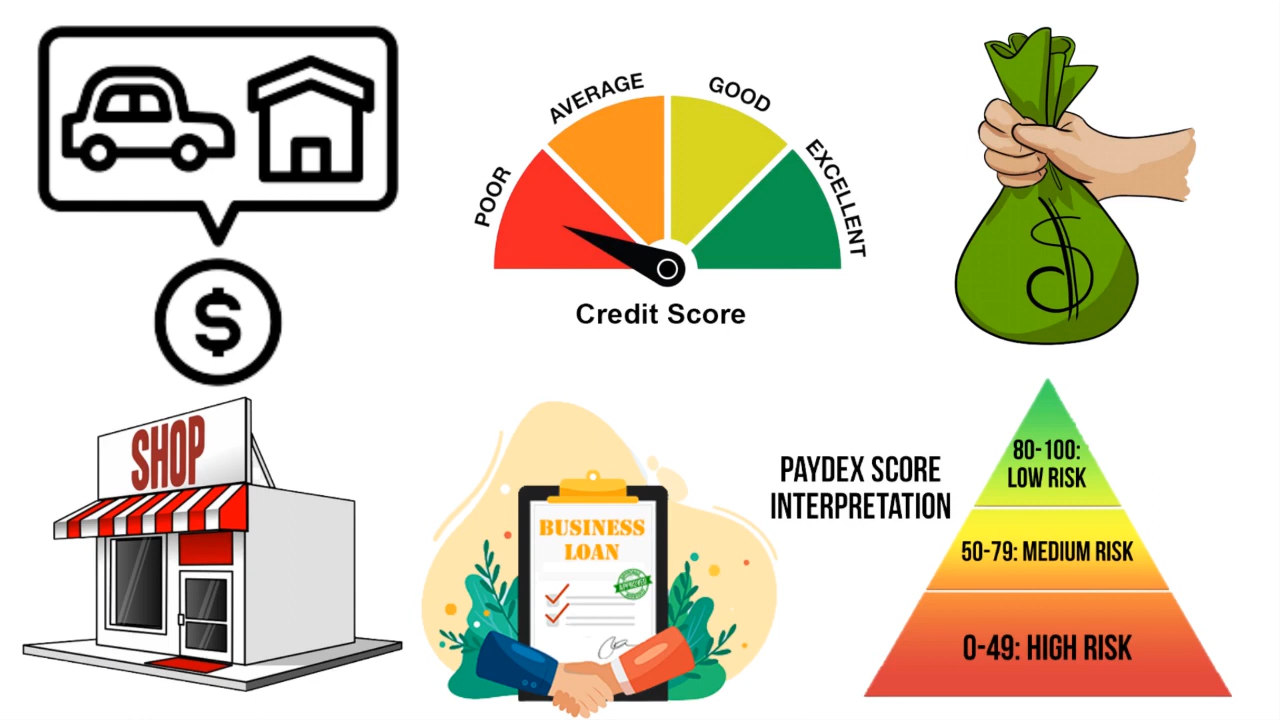 $
POOR
AVERAGE
GOOD
EXCELLENT
Credit Score
$
SHOP
BUSINESS
LOAN
APPROVED
PAYDEX SCORE
INTERPRETATION
80-100:
LOW RISK
50-79: MEDIUM RISK
0-49: HIGH RISK